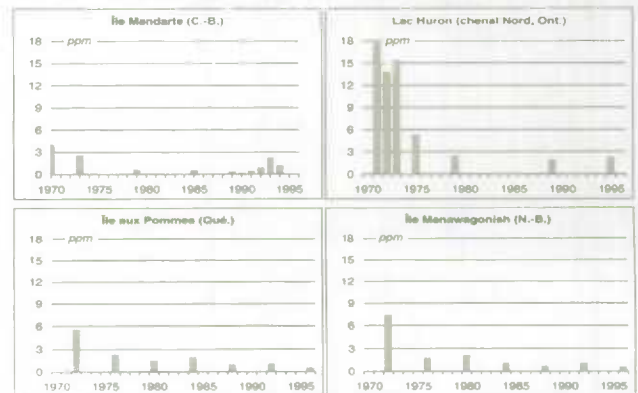 Île Mandarte (C.-B.)
18 ppm
15
12
9
6
3
0
1970 1975 1980 1985 1990 1995
Lac Huron (chenal Nord, Ont.)
18 ppm
15
12
9
6
3
0
1970 1975 1980 1985 1990 1995
Île aux Pommes (Qué.)
18 ppm
15
12
9
6
3
0
1970 1975 1980 1985 1990 1995
Île Manawagonish (N.-B.)
18 ppm
15
12
9
6
3
0
1970 1975 1980 1985 1990 1995